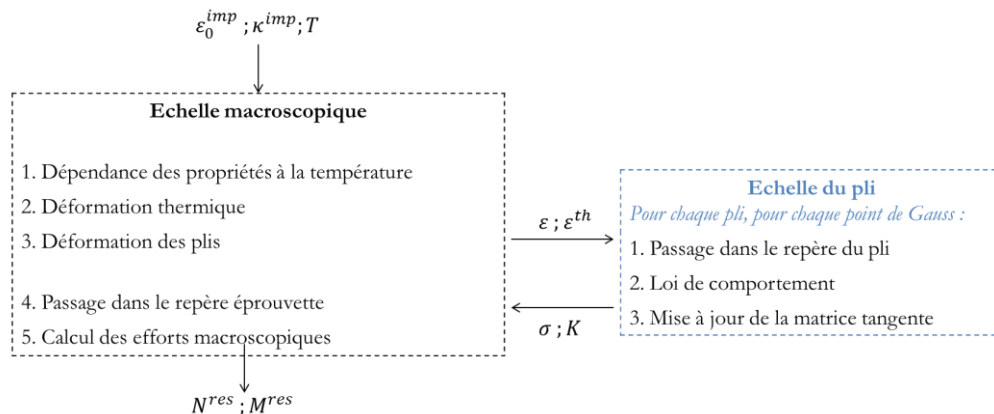 ε₀^{imp} ; κ^{imp}; T
Echelle macroscopique
1. Dépendance des propriétés à la température
2. Déformation thermique
3. Déformation des plis
4. Passage dans le repère éprouvette
5. Calcul des efforts macroscopiques
ε ; ε^{th}
σ ; K
Echelle du pli
Pour chaque pli, pour chaque point de Gauss :
1. Passage dans le repère du pli
2. Loi de comportement
3. Mise à jour de la matrice tangente
N^{res} ; M^{res}